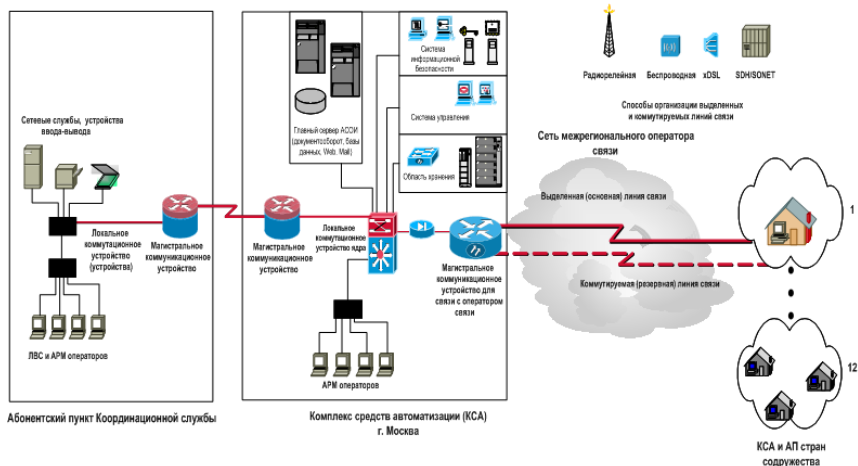 Сетевые службы, устройства
ввода-вывода
Локальное
коммутационное
устройство
(устройства)
Магистральное
коммуникационное
устройство
ЛВС и АРМ операторов
Абонентский пункт Координационной службы
Главный сервер АСОИ
(документооборот, базы
данных, Web, Mail)
Система
информационной
безопасности
Система управления
Область хранения
Магистральное
коммуникационное
устройство
Локальное
коммутационное
устройство ядра
Магистральное
коммуникационное
устройство для
связи с оператором
связи
АРМ операторов
Комплекс средств автоматизации (КСА)
г. Москва
Радиорелейная
Беспроводная
xDSL
SDH/SONET
Способы организации выделенных
и коммутируемых линий связи
Сеть межрегионального оператора
связи
Выделенная (основная) линия связи
Коммутируемая (резервная) линия связи
1
12
КСА и АП стран
содружества